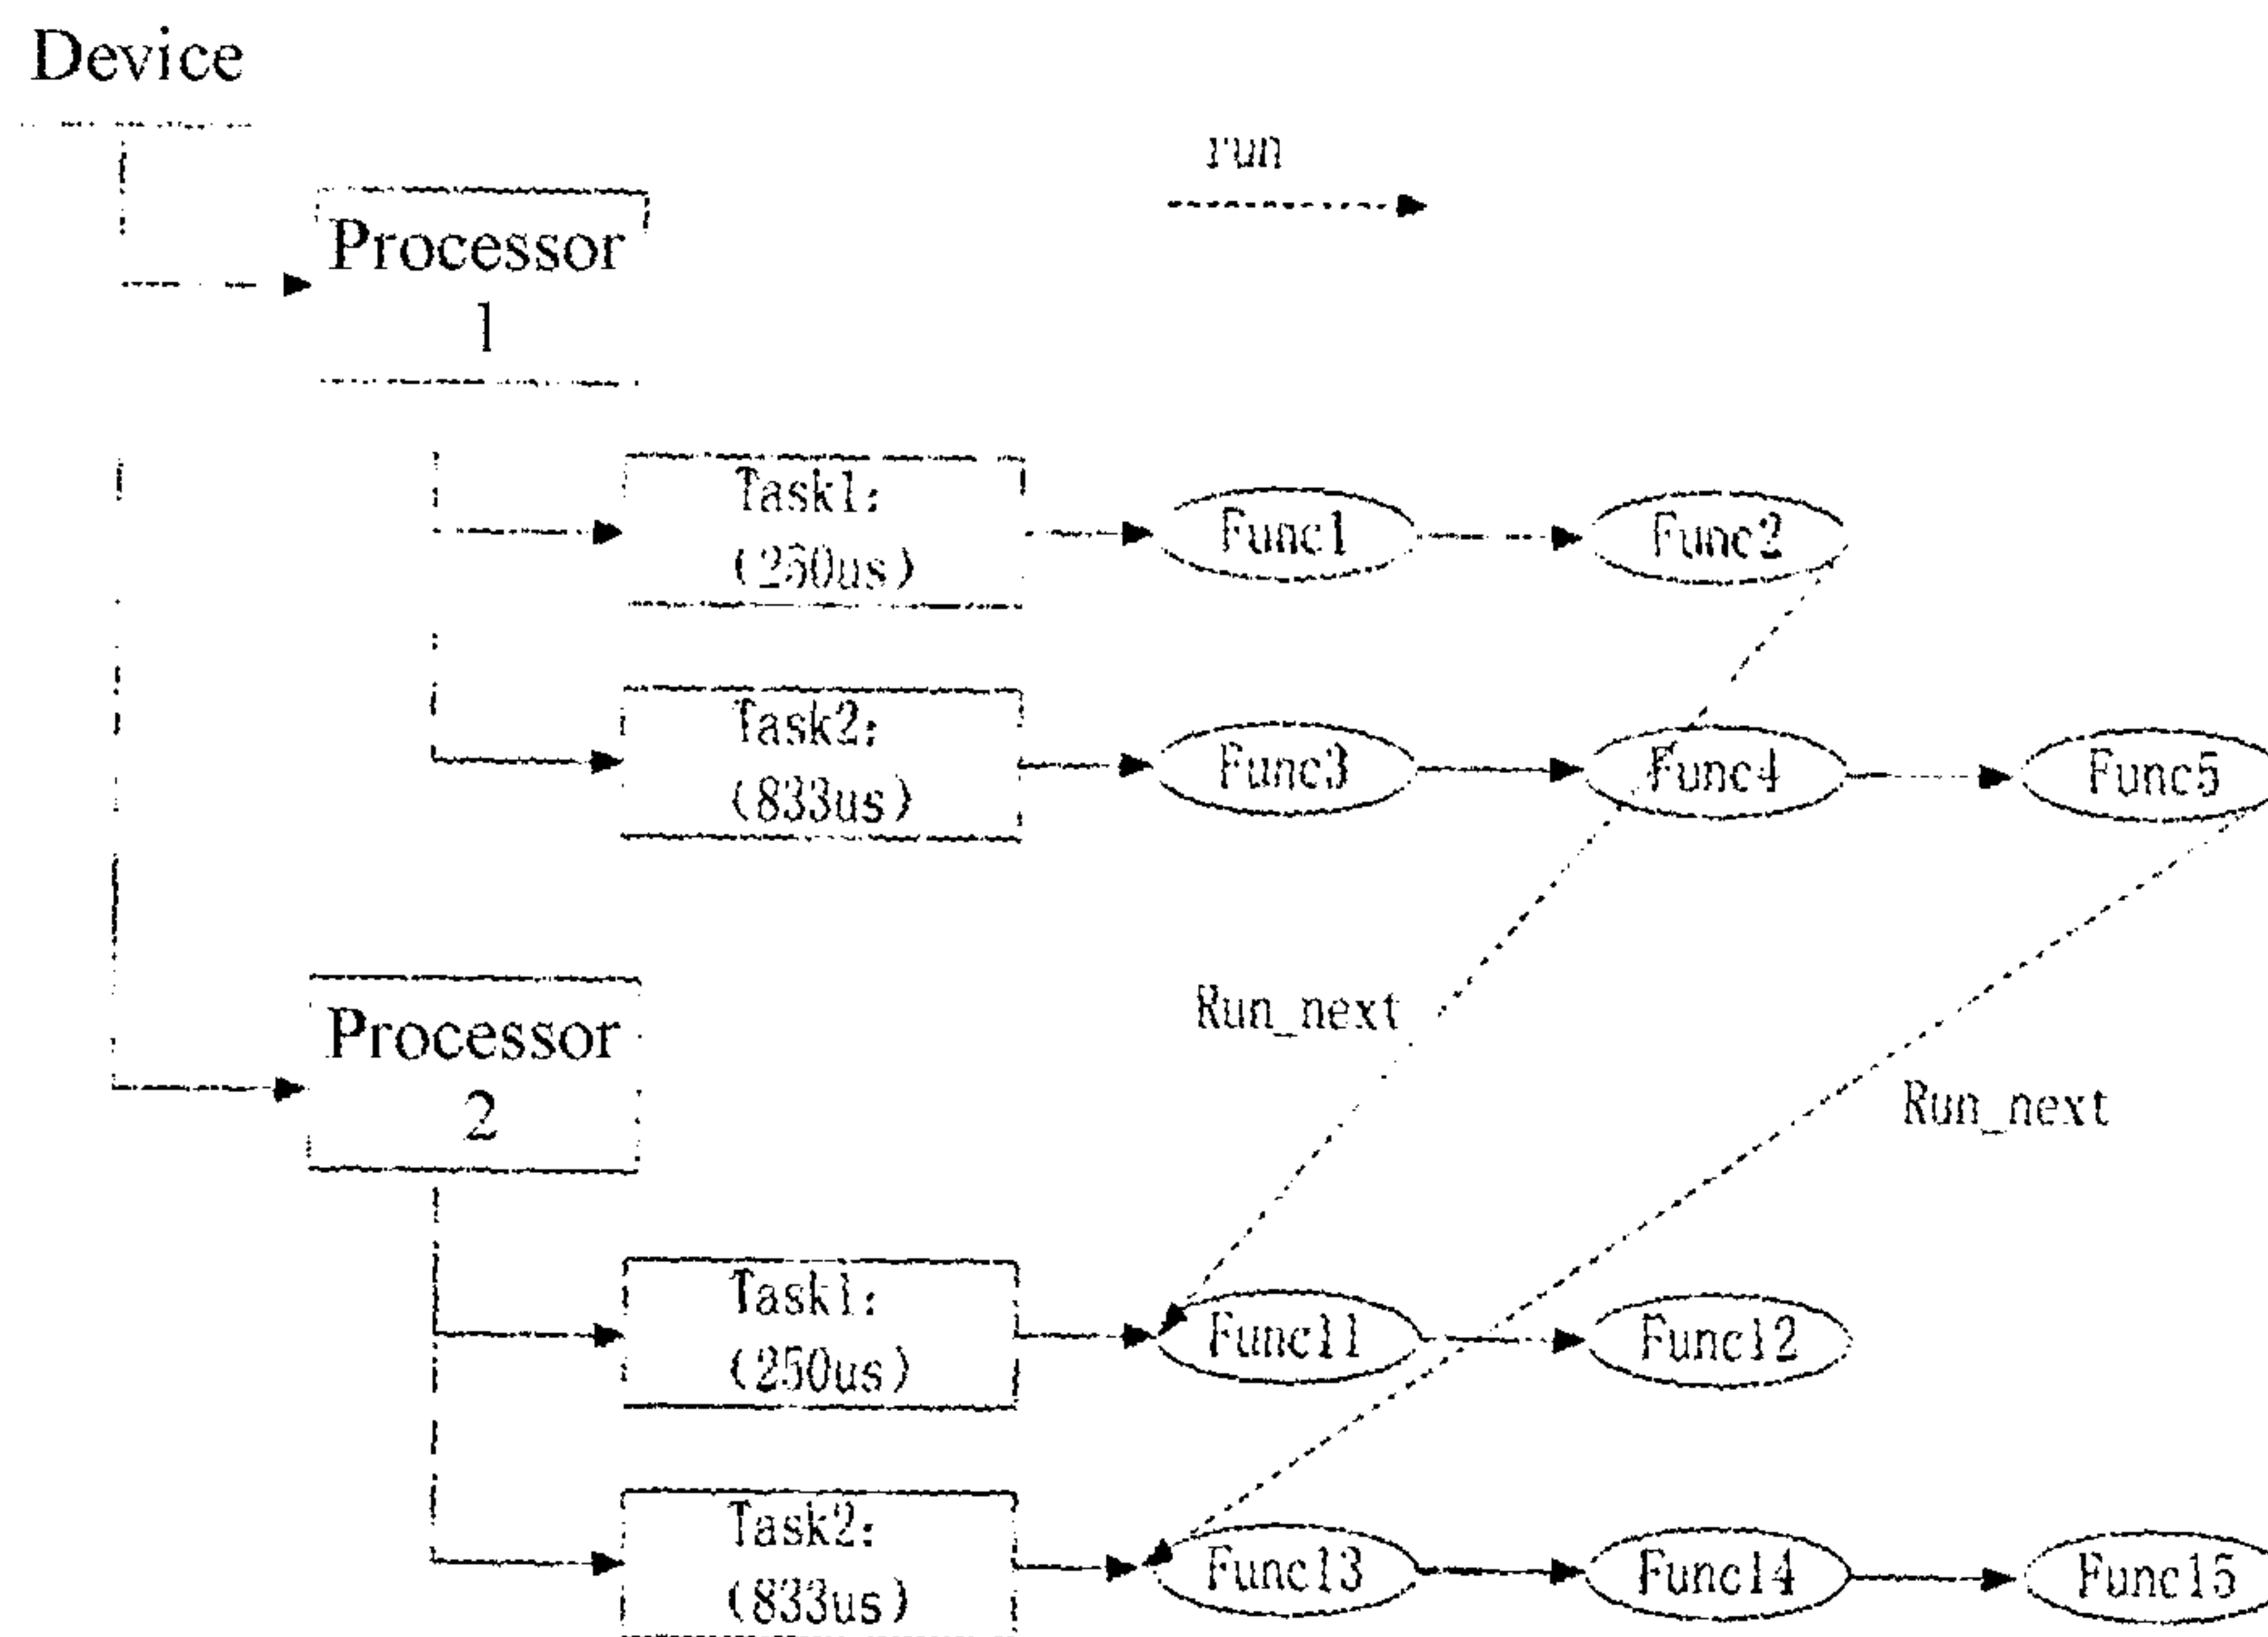 Device
run
Processor
1
Task1:
(250us)
Func1
Func2
Task2:
(833us)
Func3
Func4
Func5
Run_next
Processor
2
Run_next
Task1:
(250us)
Func11
Func12
Task2:
(833us)
Func13
Func14
Func15